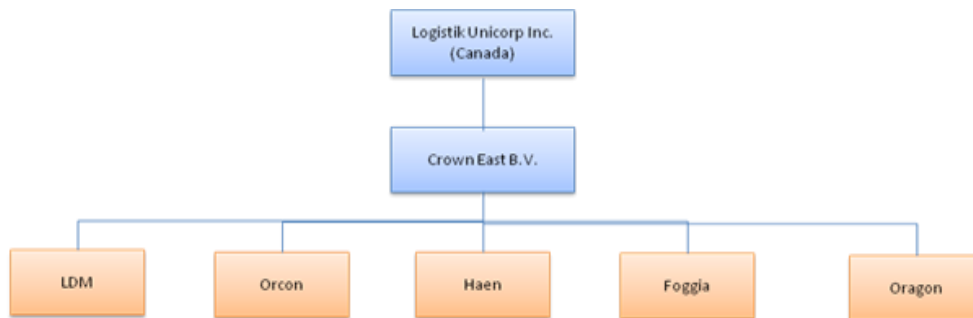 Logistik Unicorp Inc.
(Canada)
Crown East B.V.
LDM
Orcon
Haen
Foggia
Oragon